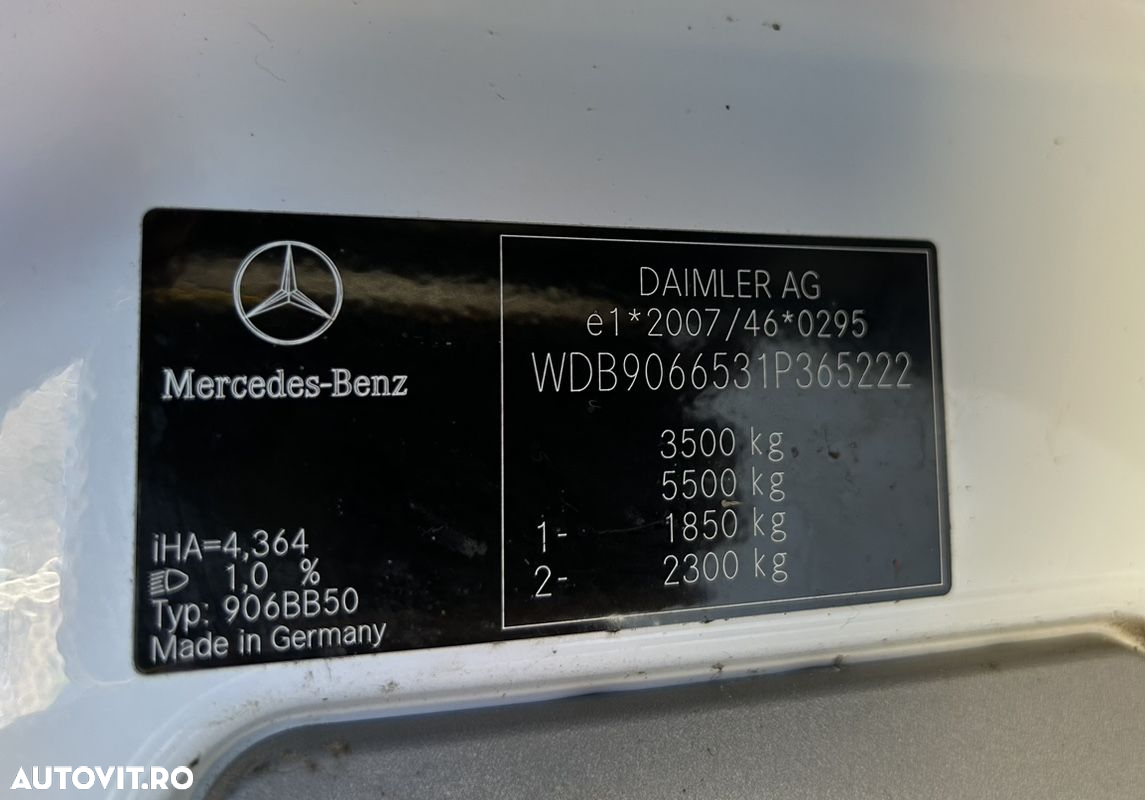 Mercedes-Benz
iHA=4,364
1,0 %
Typ: 906BB50
Made in Germany
DAIMLER AG
e1*2007/46*0295
WDB9066531P365222
3500 kg
5500 kg
1- 1850 kg
2- 2300 kg
AUTOVIT.RO